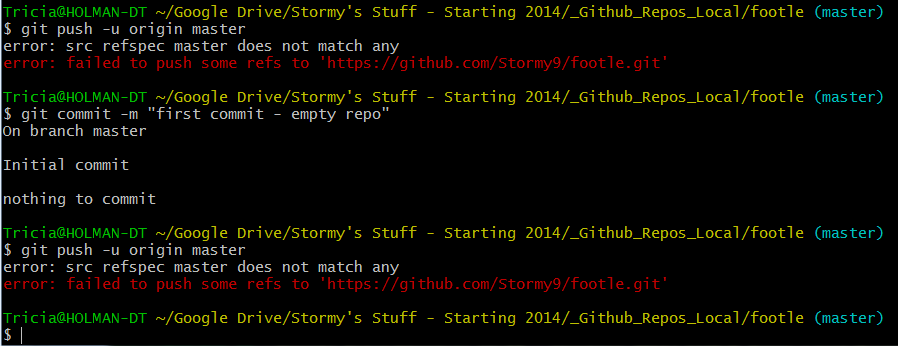 Tricia@HOLMAN-DT ~/Google Drive/Stormy's Stuff - Starting 2014/_Github_Repos_Local/footle (master)
$ git push -u origin master
error: src refspec master does not match any
error: failed to push some refs to 'https://github.com/Stormy9/footle.git'
Tricia@HOLMAN-DT ~/Google Drive/Stormy's Stuff - Starting 2014/_Github_Repos_Local/footle (master)
$ git commit -m "first commit - empty repo"
On branch master
Initial commit
nothing to commit
Tricia@HOLMAN-DT ~/Google Drive/Stormy's Stuff - Starting 2014/_Github_Repos_Local/footle (master)
$ git push -u origin master
error: src refspec master does not match any
error: failed to push some refs to 'https://github.com/Stormy9/footle.git'
Tricia@HOLMAN-DT ~/Google Drive/Stormy's Stuff - Starting 2014/_Github_Repos_Local/footle (master)
$